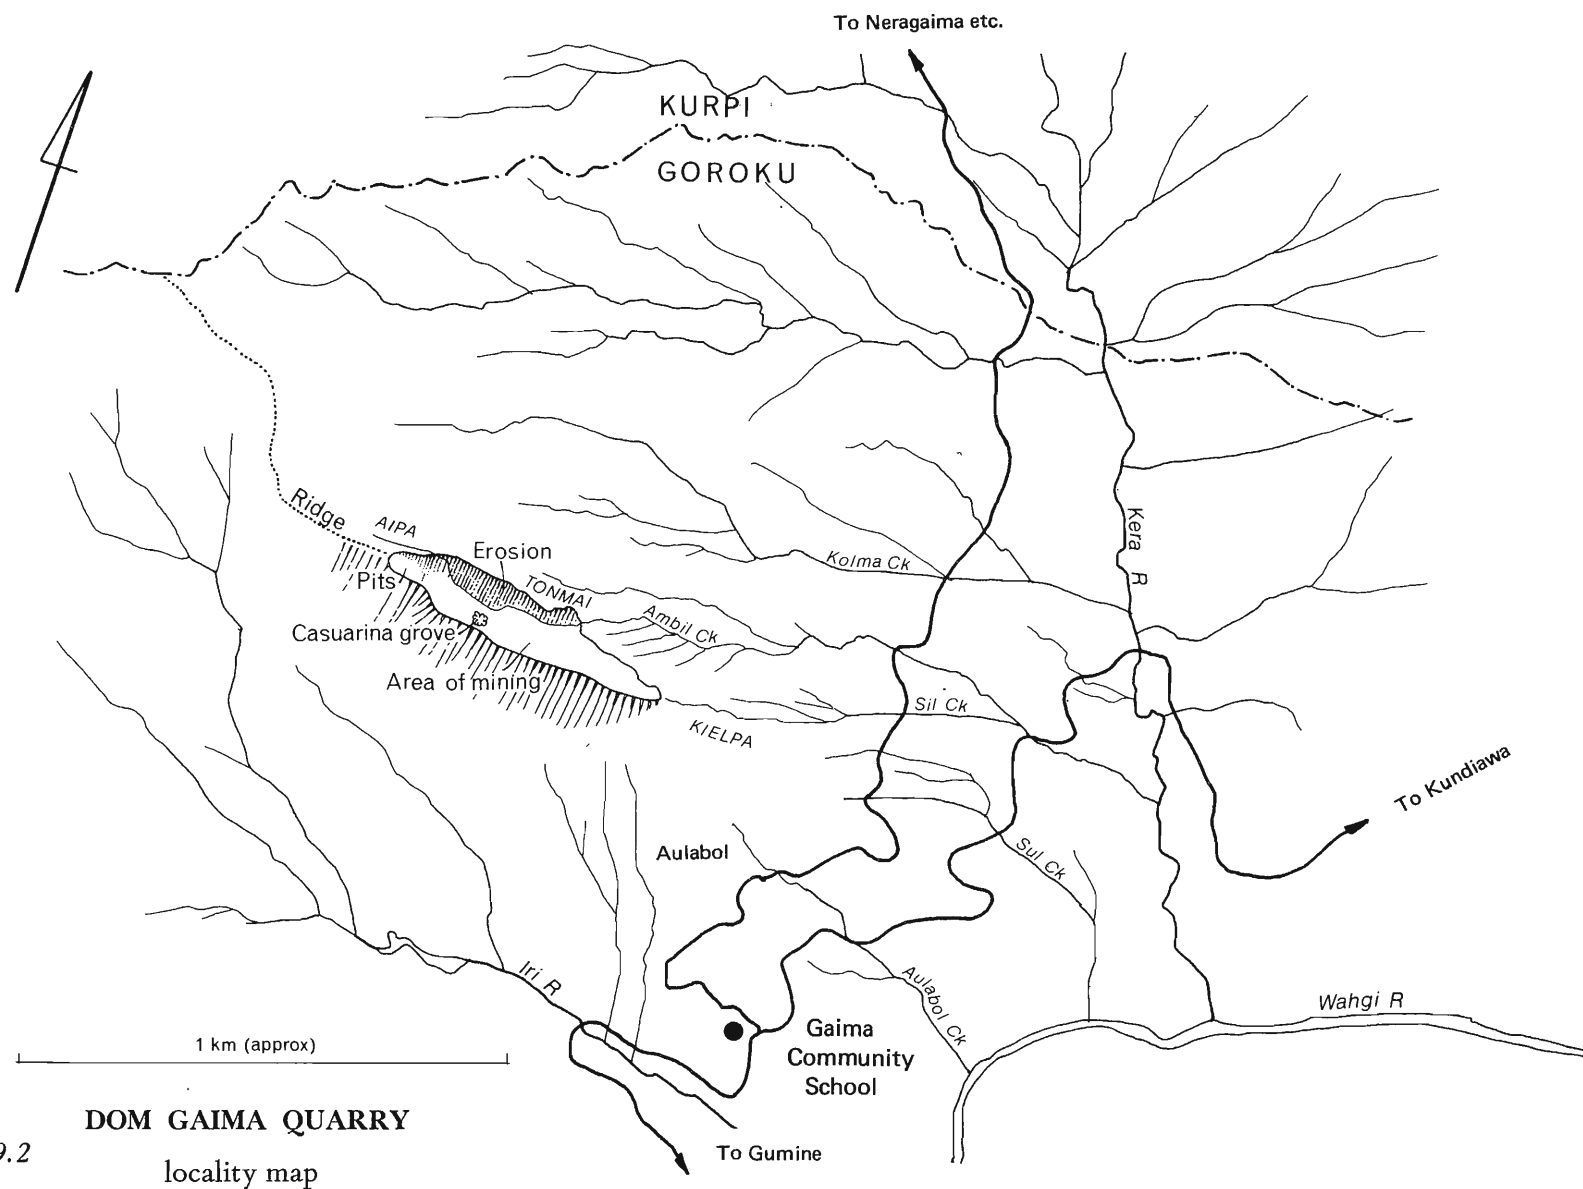 To Neragaima etc.
KURPI
GOROKU
Ridge
AIPA
Erosion
Pits
TONMAI
Kolma Ck
Kera R
Casuarina grove
Ambil Ck
Area of mining
Sil Ck
KIELPA
To Kundiawa
Aulabol
Sul Ck
Iri R
Aulabol Ck
Wahgi R
Gaima
Community
School
1 km (approx)
DOM GAIMA QUARRY
9.2
locality map
To Gumine